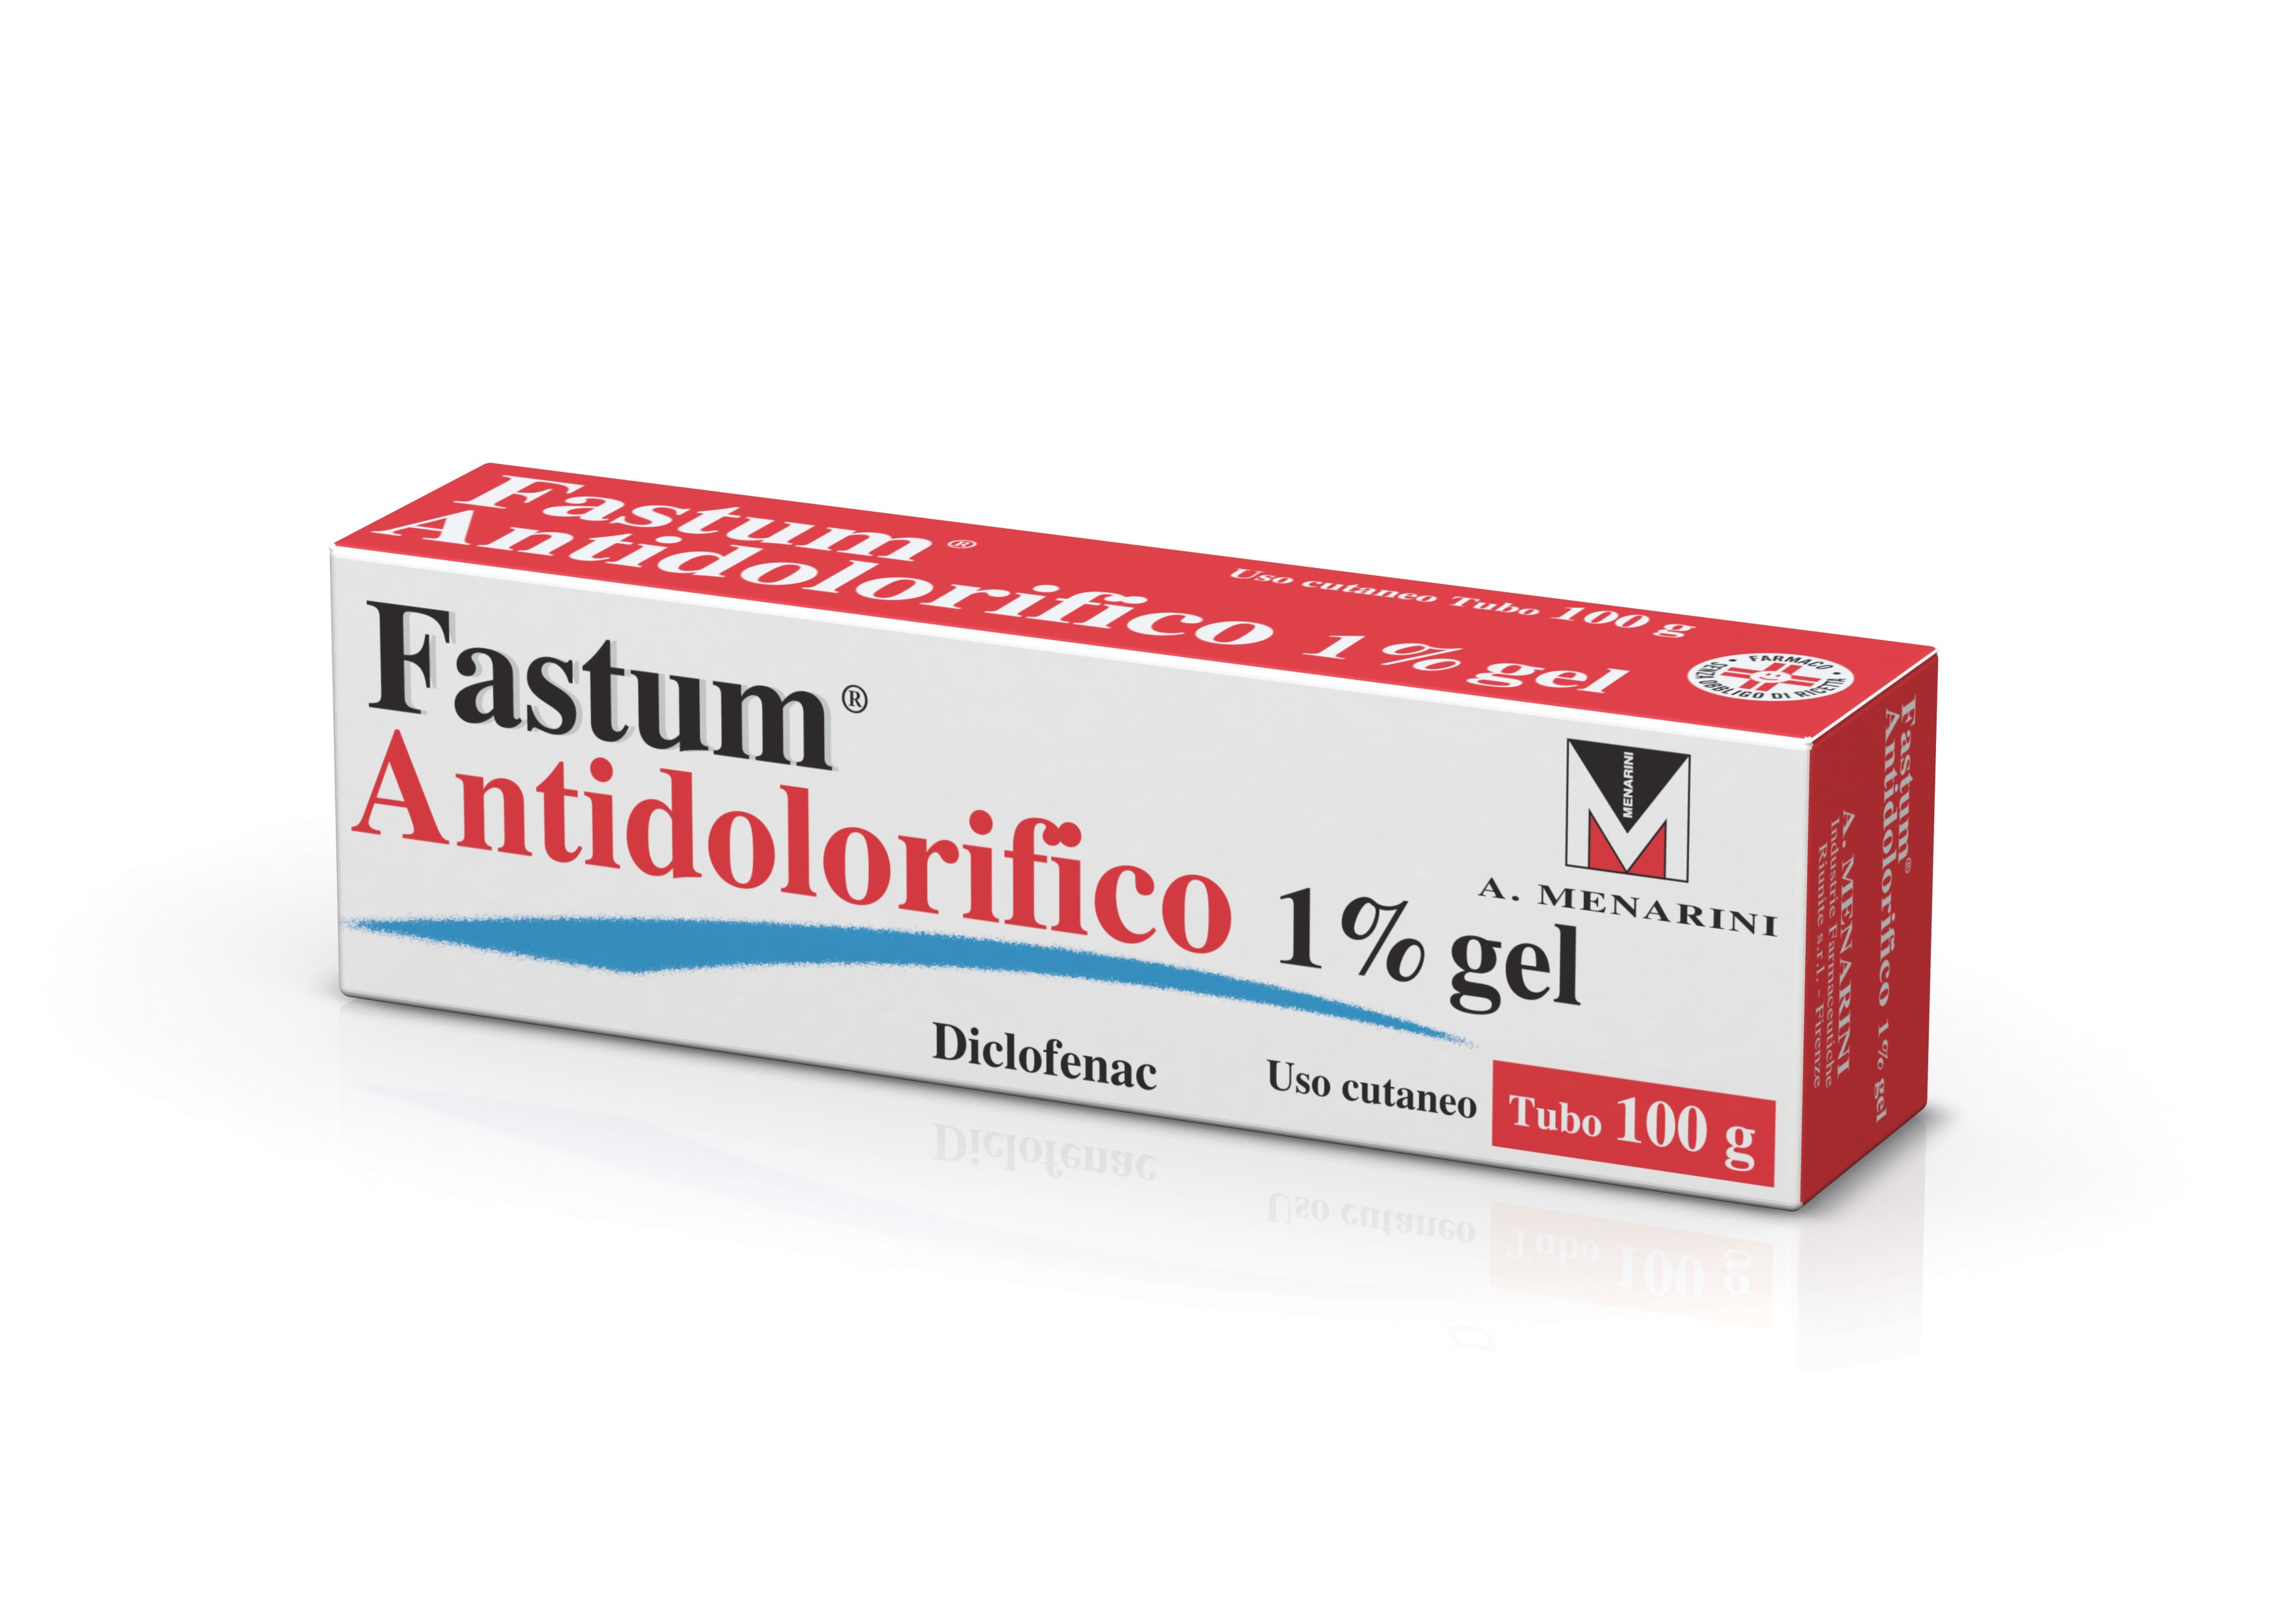 Fastum®
Antidolorifico 1% gel
Uso cutaneo Tubo 100 g
FARMACO
SENZA OBBLIGO DI RICETTA
Fastum®
Antidolorifico 1% gel
MENARINI
A. MENARINI
Diclofenac
Uso cutaneo
Tubo 100 g
Fastum®
Antidolorifico 1% gel
A. MENARINI
Industrie Farmaceutiche
Riunite s.r.l. - Firenze